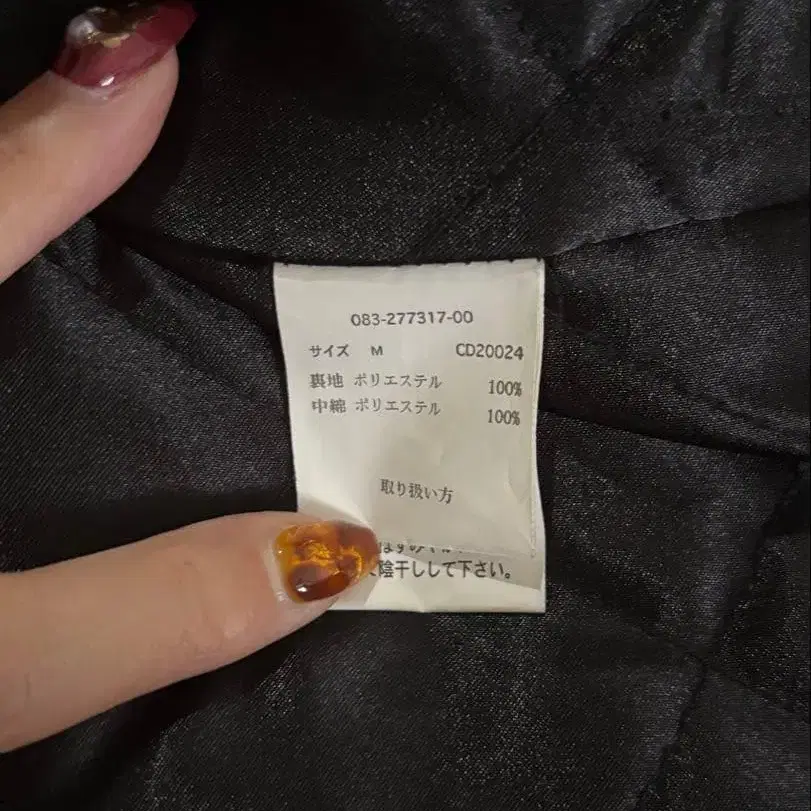 083-277317-00
サイズ M CD20024
裏地 ポリエステル 100%
中綿 ポリエステル 100%
取り扱い方
陰干しして下さい。